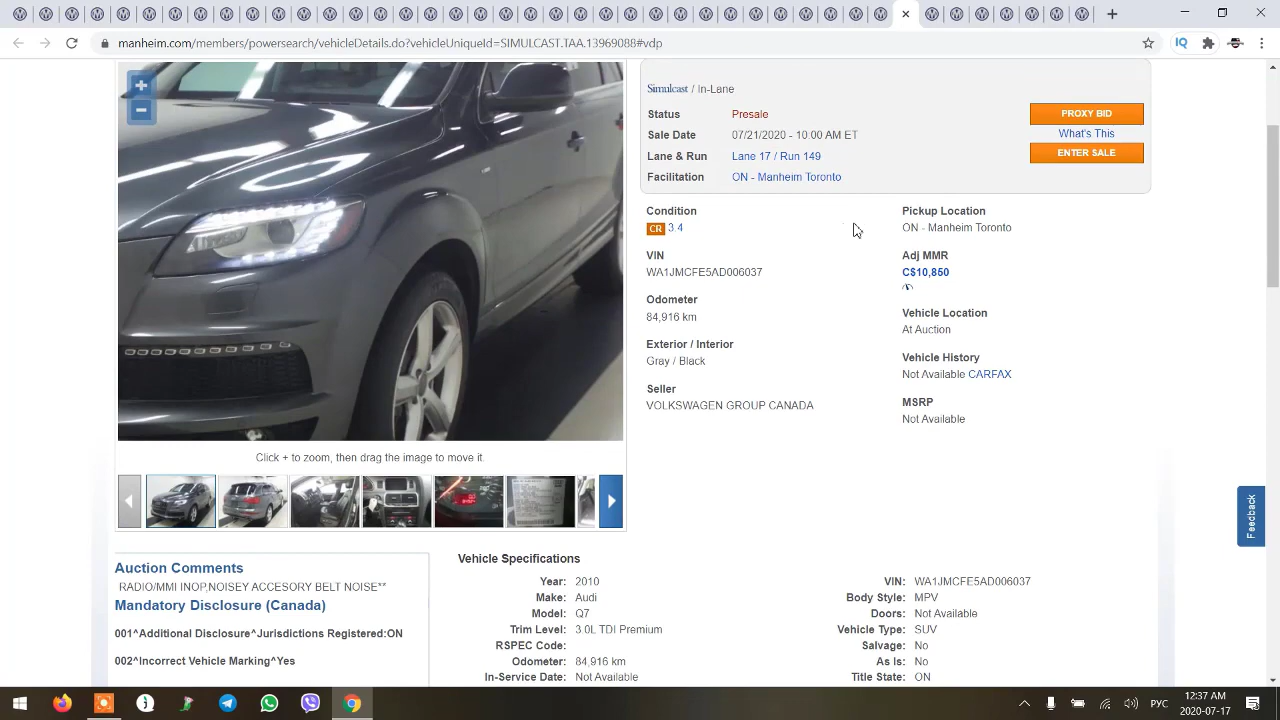 manheim.com/members/powersearch/vehicleDetails.do?vehicleUniqueId=SIMULCAST.TAA.13969088#vdp
Simulcast / In-Lane
Status Presale
Sale Date 07/21/2020 - 10:00 AM ET
Lane & Run Lane 17 / Run 149
Facilitation ON - Manheim Toronto
PROXY BID
What's This
ENTER SALE
Condition
CR 3.4
VIN
WA1JMCFE5AD006037
Odometer
84,916 km
Exterior / Interior
Gray / Black
Seller
VOLKSWAGEN GROUP CANADA
Pickup Location
ON - Manheim Toronto
Adj MMR
C$10,850
Vehicle Location
At Auction
Vehicle History
Not Available CARFAX
MSRP
Not Available
Click + to zoom, then drag the image to move it.
Feedback
Auction Comments
RADIO/MMI INOP,NOISEY ACCESORY BELT NOISE**
Mandatory Disclosure (Canada)
001^Additional Disclosure^Jurisdictions Registered:ON
002^Incorrect Vehicle Marking^Yes
Vehicle Specifications
Year: 2010
Make: Audi
Model: Q7
Trim Level: 3.0L TDI Premium
RSPEC Code:
Odometer: 84,916 km
In-Service Date: Not Available
VIN: WA1JMCFE5AD006037
Body Style: MPV
Doors: Not Available
Vehicle Type: SUV
Salvage: No
As Is: No
Title State: ON
РУС
12:37 AM
2020-07-17